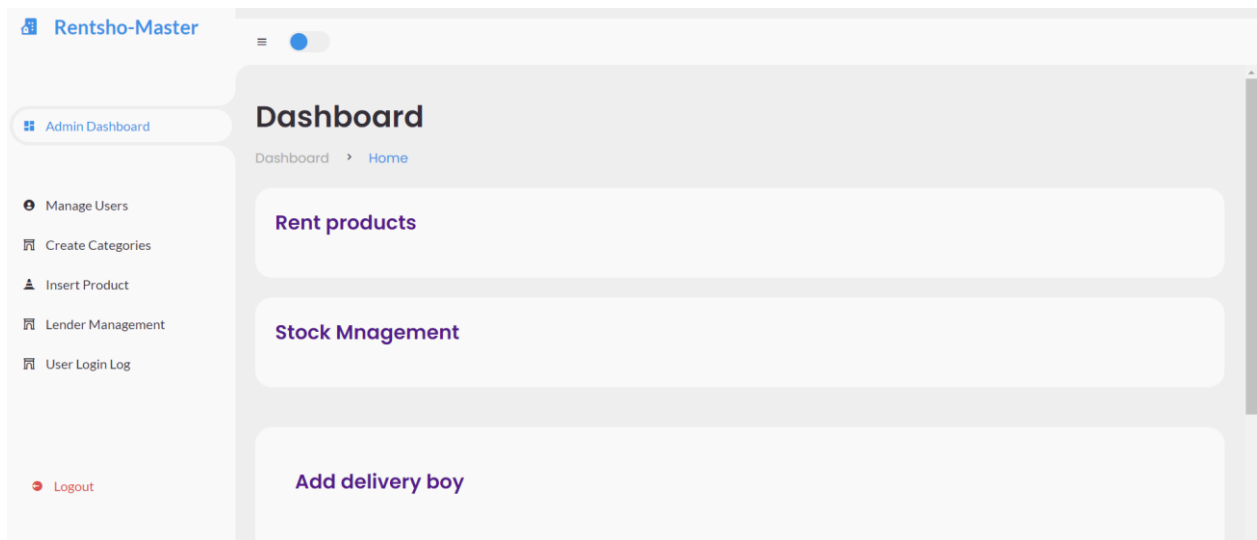 Rentsho-Master
Admin Dashboard
Manage Users
Create Categories
Insert Product
Lender Management
User Login Log
Logout
Dashboard
Dashboard > Home
Rent products
Stock Mnagement
Add delivery boy